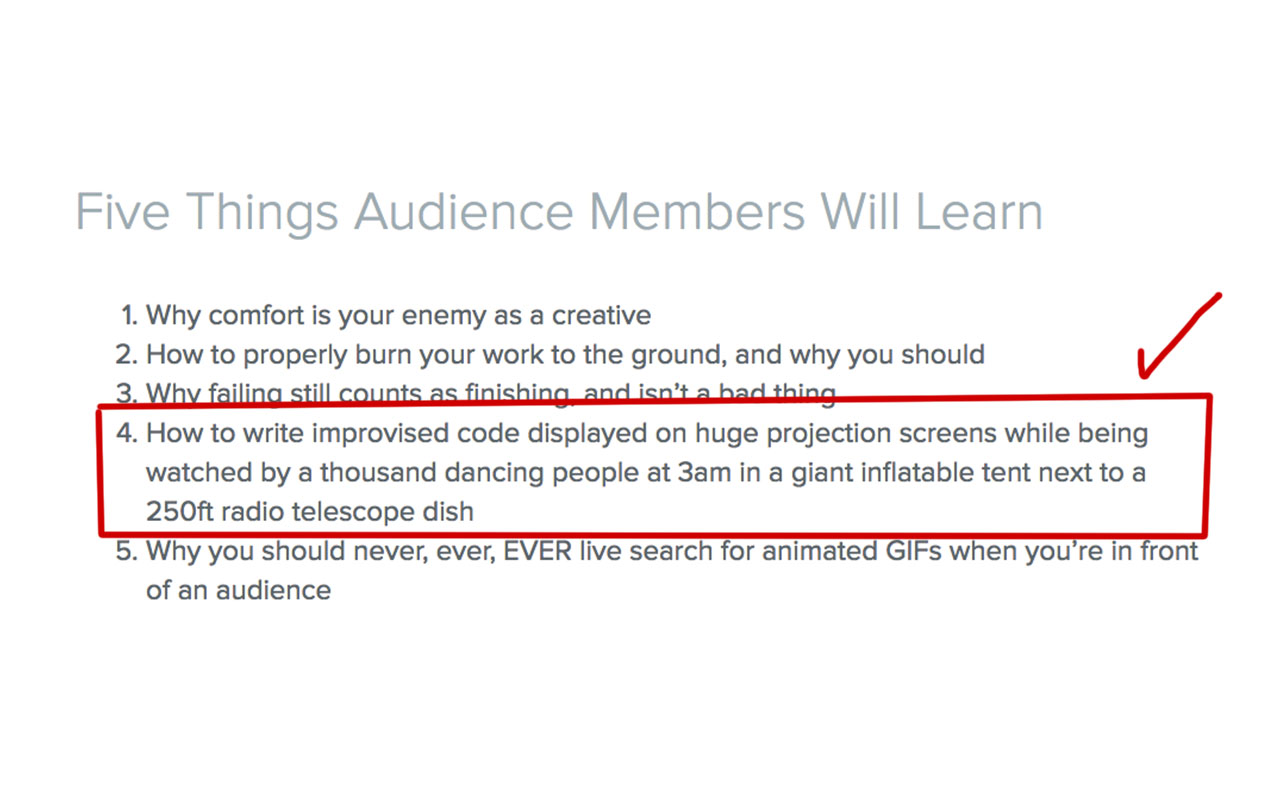 Five Things Audience Members Will Learn
1. Why comfort is your enemy as a creative
2. How to properly burn your work to the ground, and why you should
3. Why failing still counts as finishing, and isn’t a bad thing
4. How to write improvised code displayed on huge projection screens while being
watched by a thousand dancing people at 3am in a giant inflatable tent next to a
250ft radio telescope dish
5. Why you should never, ever, EVER live search for animated GIFs when you’re in front
of an audience